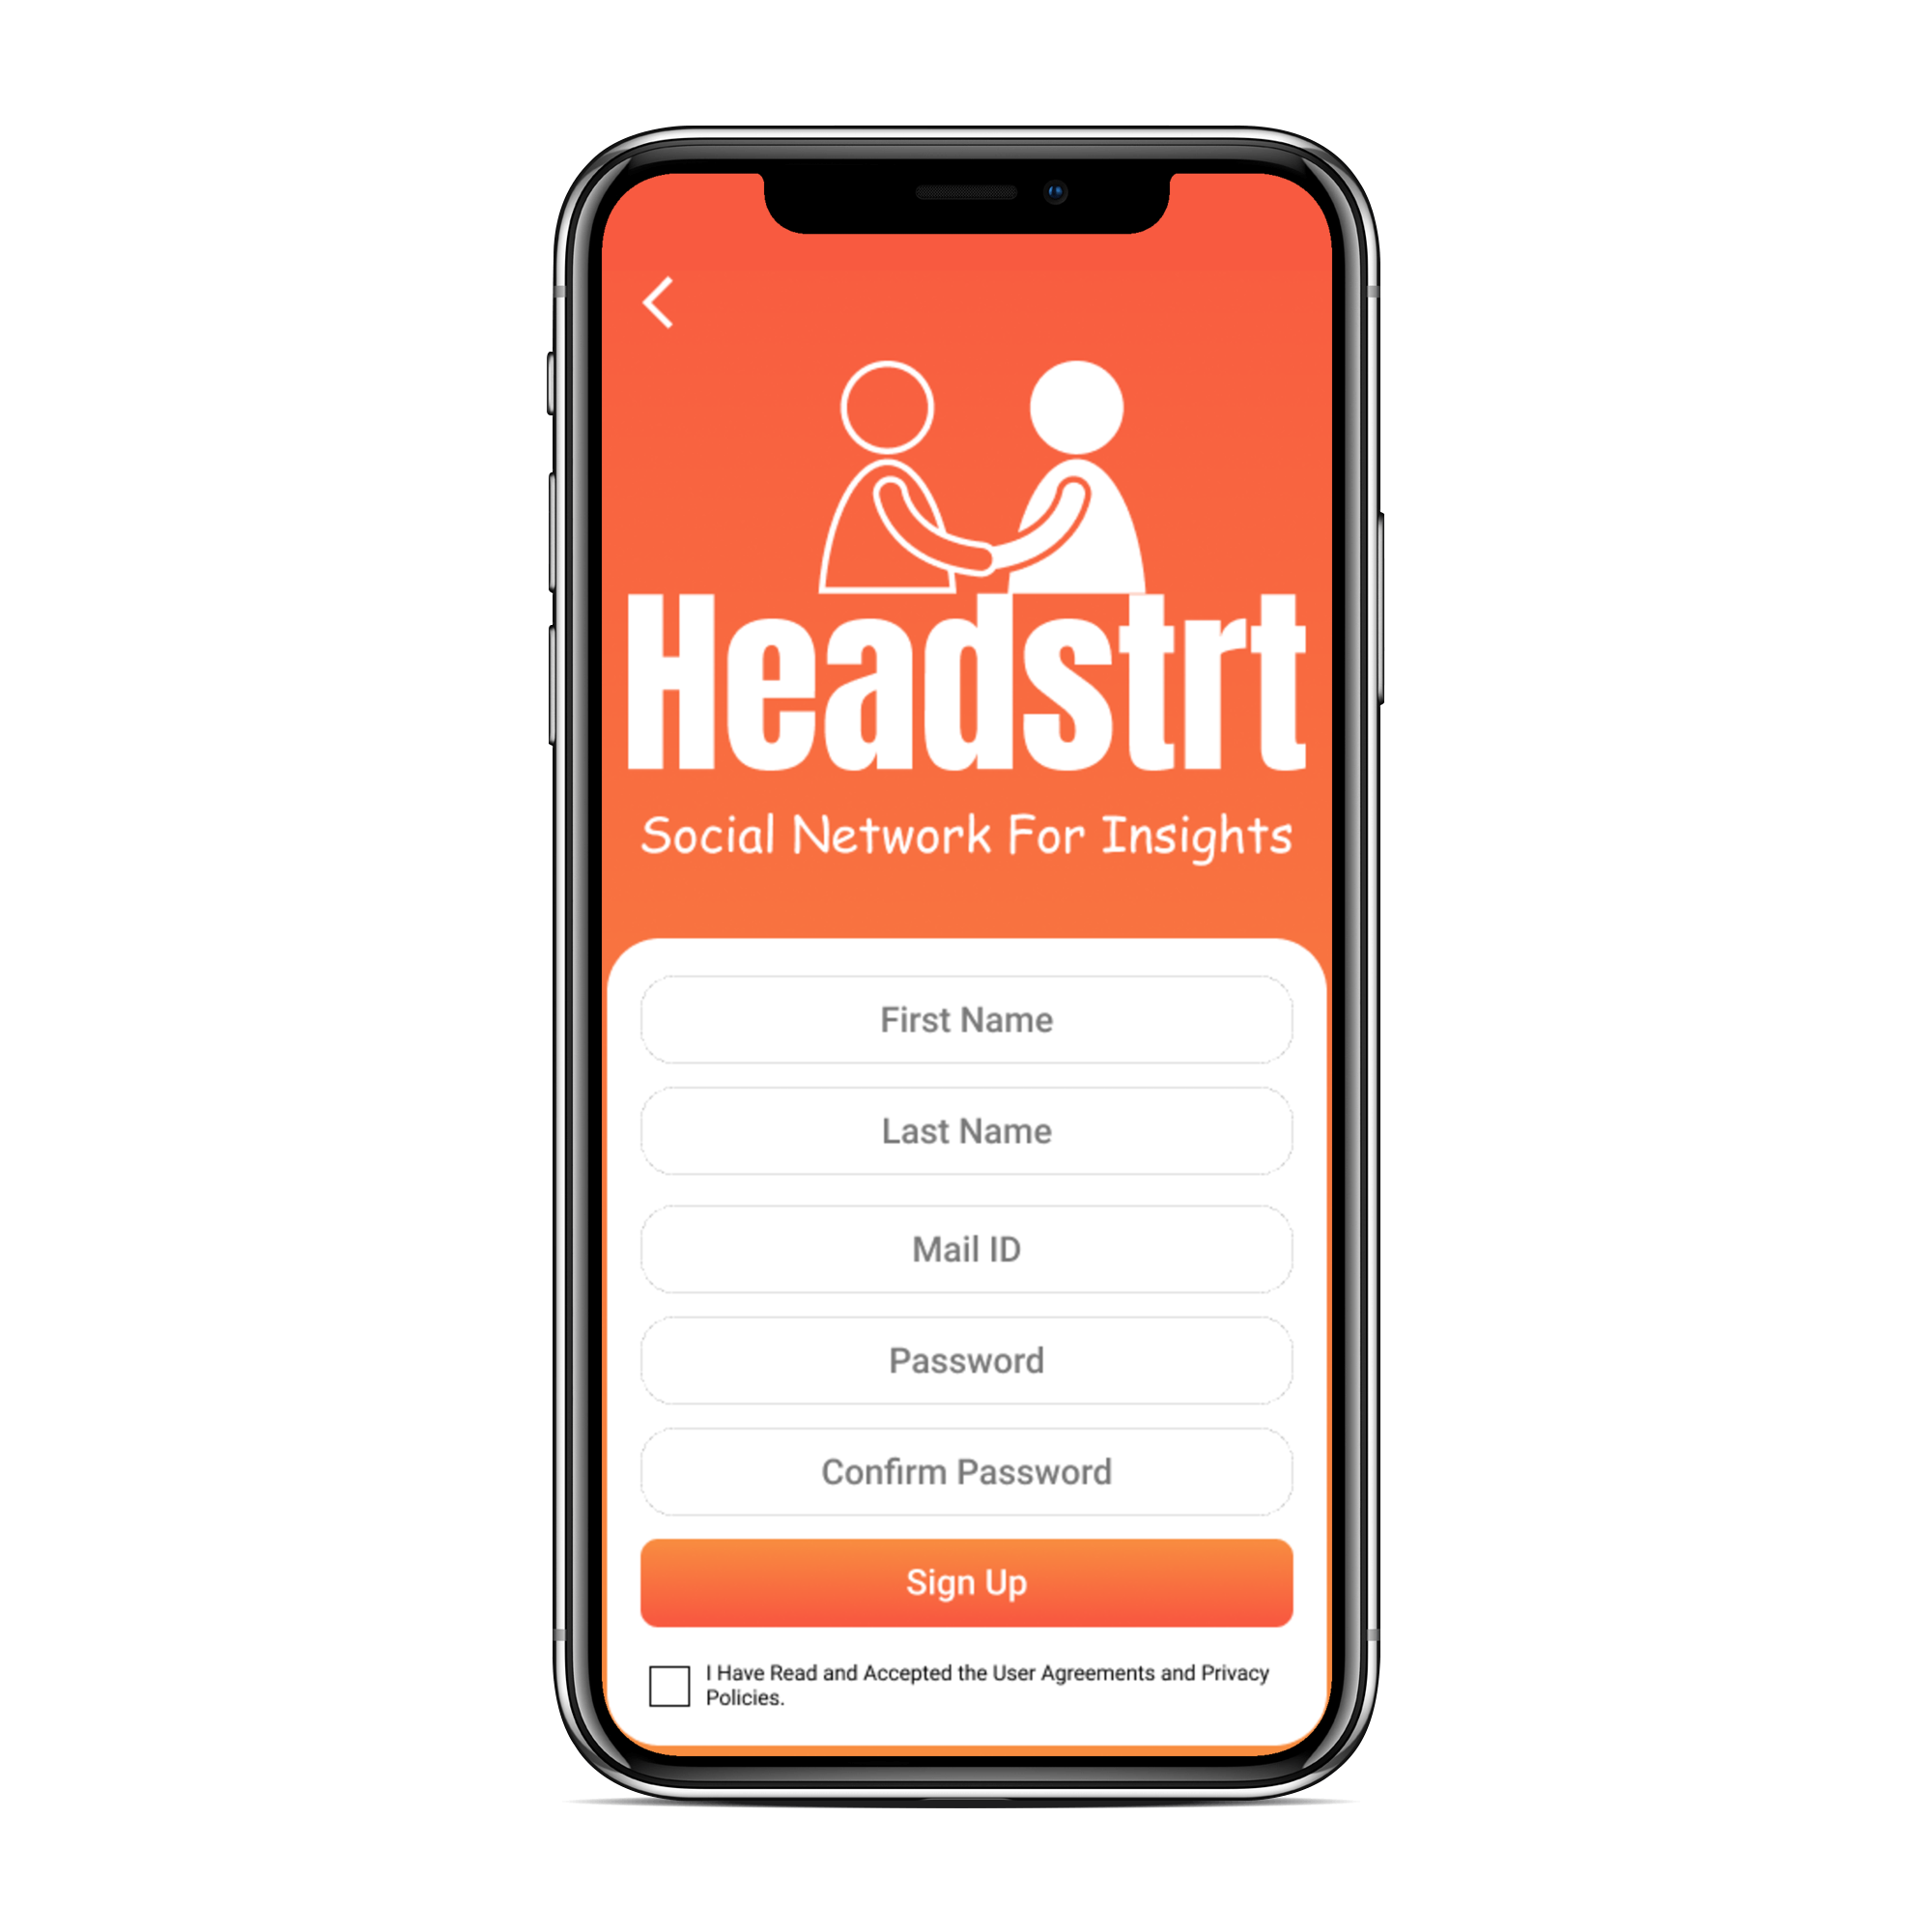 Headstrt
Social Network For Insights
First Name
Last Name
Mail ID
Password
Confirm Password
Sign Up
I Have Read and Accepted the User Agreements and Privacy
Policies.